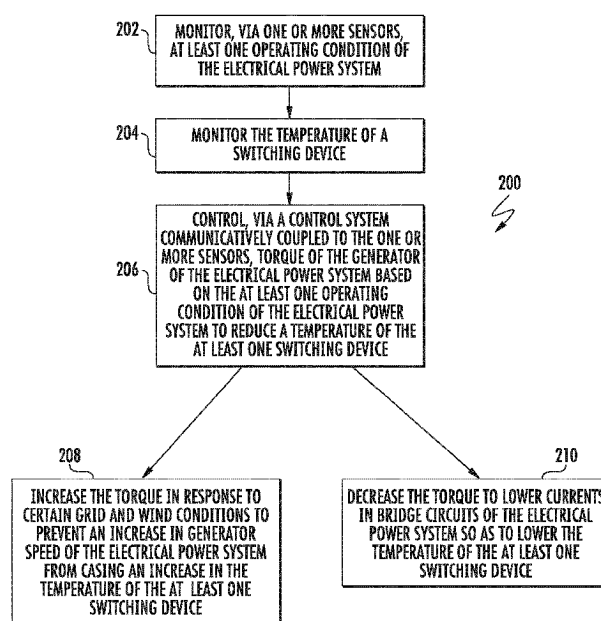 202
MONITOR, VIA ONE OR MORE SENSORS,
AT LEAST ONE OPERATING CONDITION OF
THE ELECTRICAL POWER SYSTEM
204
MONITOR THE TEMPERATURE OF A
SWITCHING DEVICE
200
206
CONTROL, VIA A CONTROL SYSTEM
COMMUNICATIVELY COUPLED TO THE ONE OR
MORE SENSORS, TORQUE OF THE GENERATOR
OF THE ELECTRICAL POWER SYSTEM BASED
ON THE AT LEAST ONE OPERATING
CONDITION OF THE ELECTRICAL POWER
SYSTEM TO REDUCE A TEMPERATURE OF THE
AT LEAST ONE SWITCHING DEVICE
208
INCREASE THE TORQUE IN RESPONSE TO
CERTAIN GRID AND WIND CONDITIONS TO
PREVENT AN INCREASE IN GENERATOR
SPEED OF THE ELECTRICAL POWER SYSTEM
FROM CASING AN INCREASE IN THE
TEMPERATURE OF THE AT LEAST ONE
SWITCHING DEVICE
210
DECREASE THE TORQUE TO LOWER CURRENTS
IN BRIDGE CIRCUITS OF THE ELECTRICAL
POWER SYSTEM SO AS TO LOWER THE
TEMPERATURE OF THE AT LEAST ONE
SWITCHING DEVICE